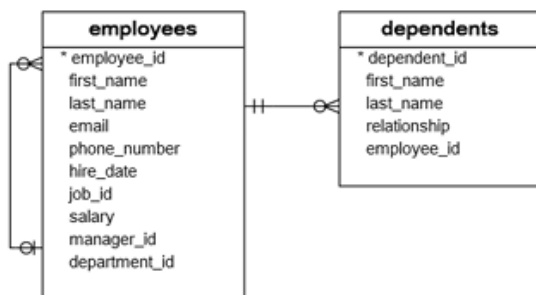 employees
* employee_id
first_name
last_name
email
phone_number
hire_date
job_id
salary
manager_id
department_id
dependents
* dependent_id
first_name
last_name
relationship
employee_id